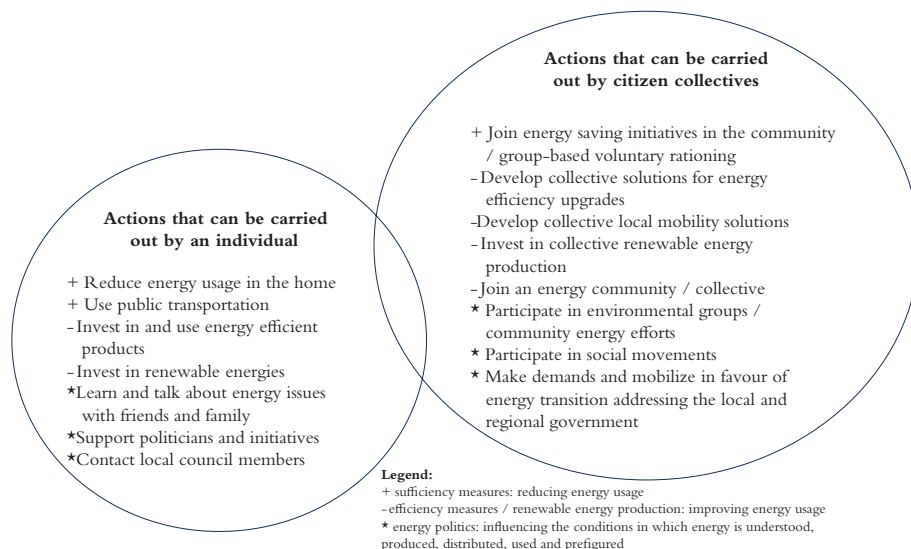 Actions that can be carried
out by citizen collectives
+ Join energy saving initiatives in the community
/ group-based voluntary rationing
-Develop collective solutions for energy
efficiency upgrades
-Develop collective local mobility solutions
-Invest in collective renewable energy
production
-Join an energy community / collective
★ Participate in environmental groups /
community energy efforts
★ Participate in social movements
★ Make demands and mobilize in favour of
energy transition addressing the local and
regional government
Actions that can be carried
out by an individual
+ Reduce energy usage in the home
+ Use public transportation
-Invest in and use energy efficient
products
-Invest in renewable energies
★Learn and talk about energy issues
with friends and family
★Support politicians and initiatives
★Contact local council members
Legend:
+ sufficiency measures: reducing energy usage
-efficiency measures / renewable energy production: improving energy usage
★ energy politics: influencing the conditions in which energy is understood,
produced, distributed, used and prefigured